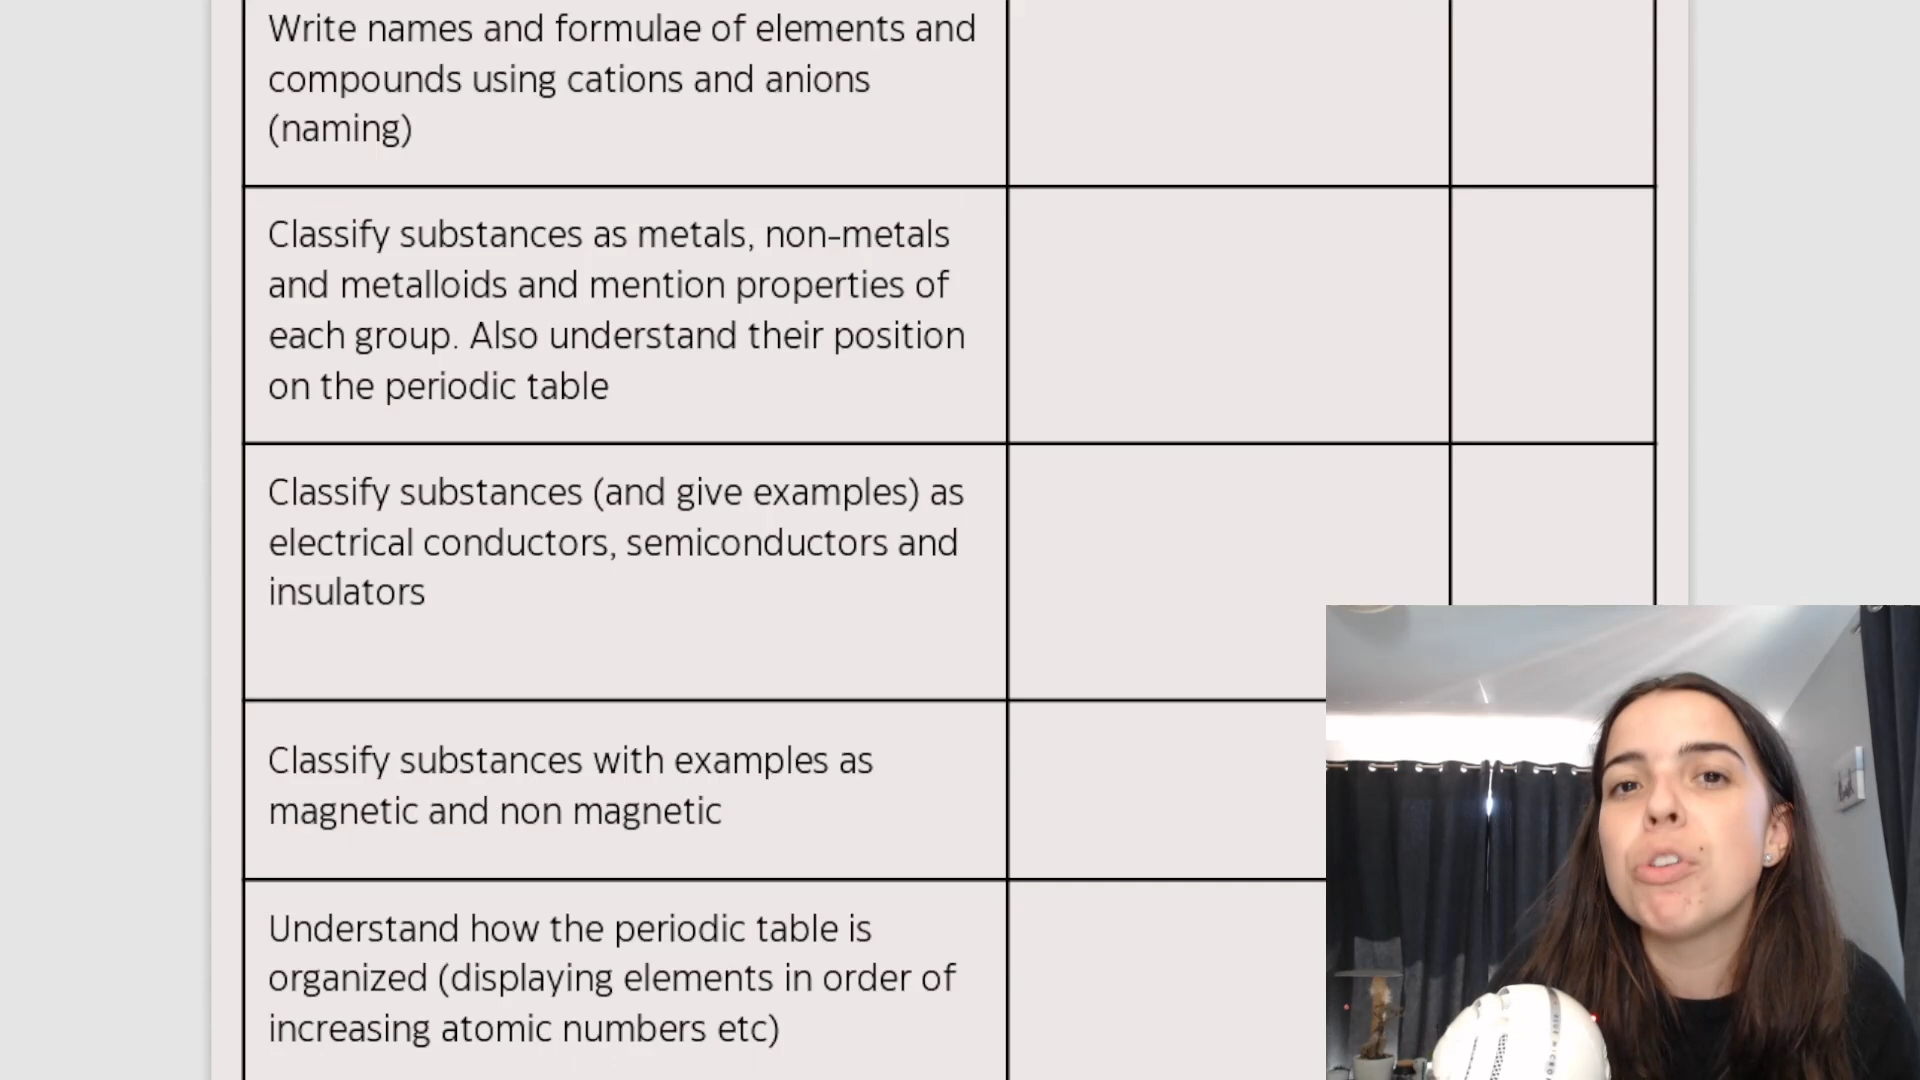 Write names and formulae of elements and
compounds using cations and anions
(naming)
Classify substances as metals, non-metals
and metalloids and mention properties of
each group. Also understand their position
on the periodic table
Classify substances (and give examples) as
electrical conductors, semiconductors and
insulators
Classify substances with examples as
magnetic and non magnetic
Understand how the periodic table is
organized (displaying elements in order of
increasing atomic numbers etc)